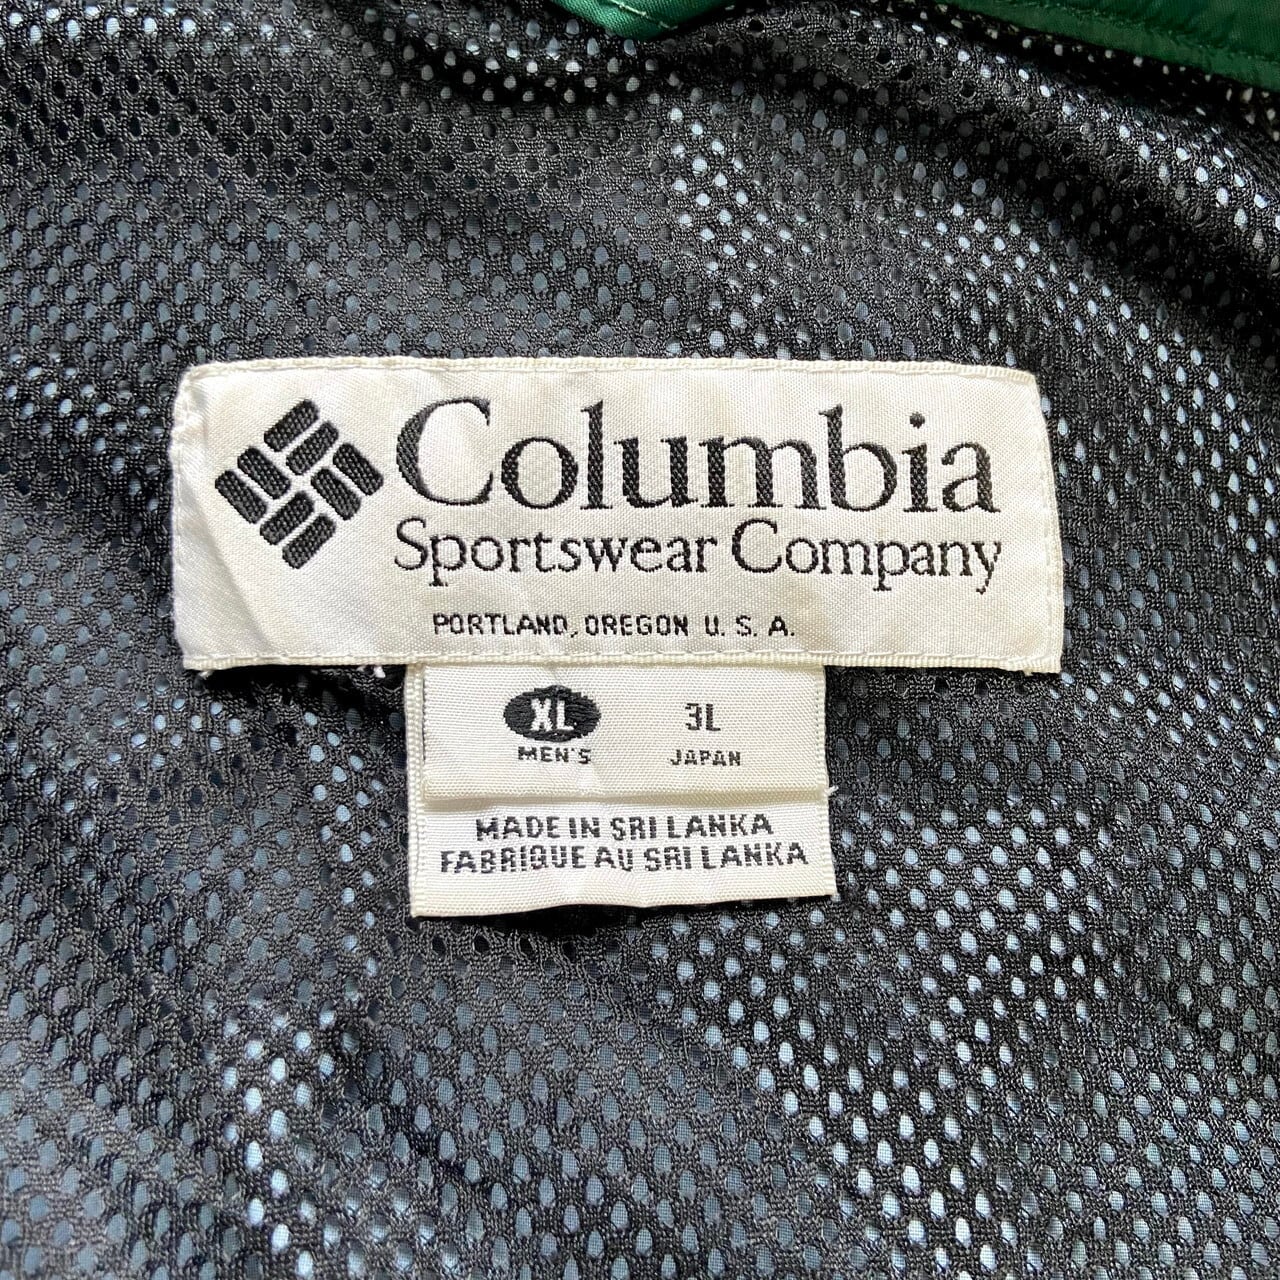 Columbia
Sportswear Company
PORTLAND, OREGON U. S. A.
XL 3L
MEN'S JAPAN
MADE IN SRI LANKA
FABRIQUE AU SRI LANKA